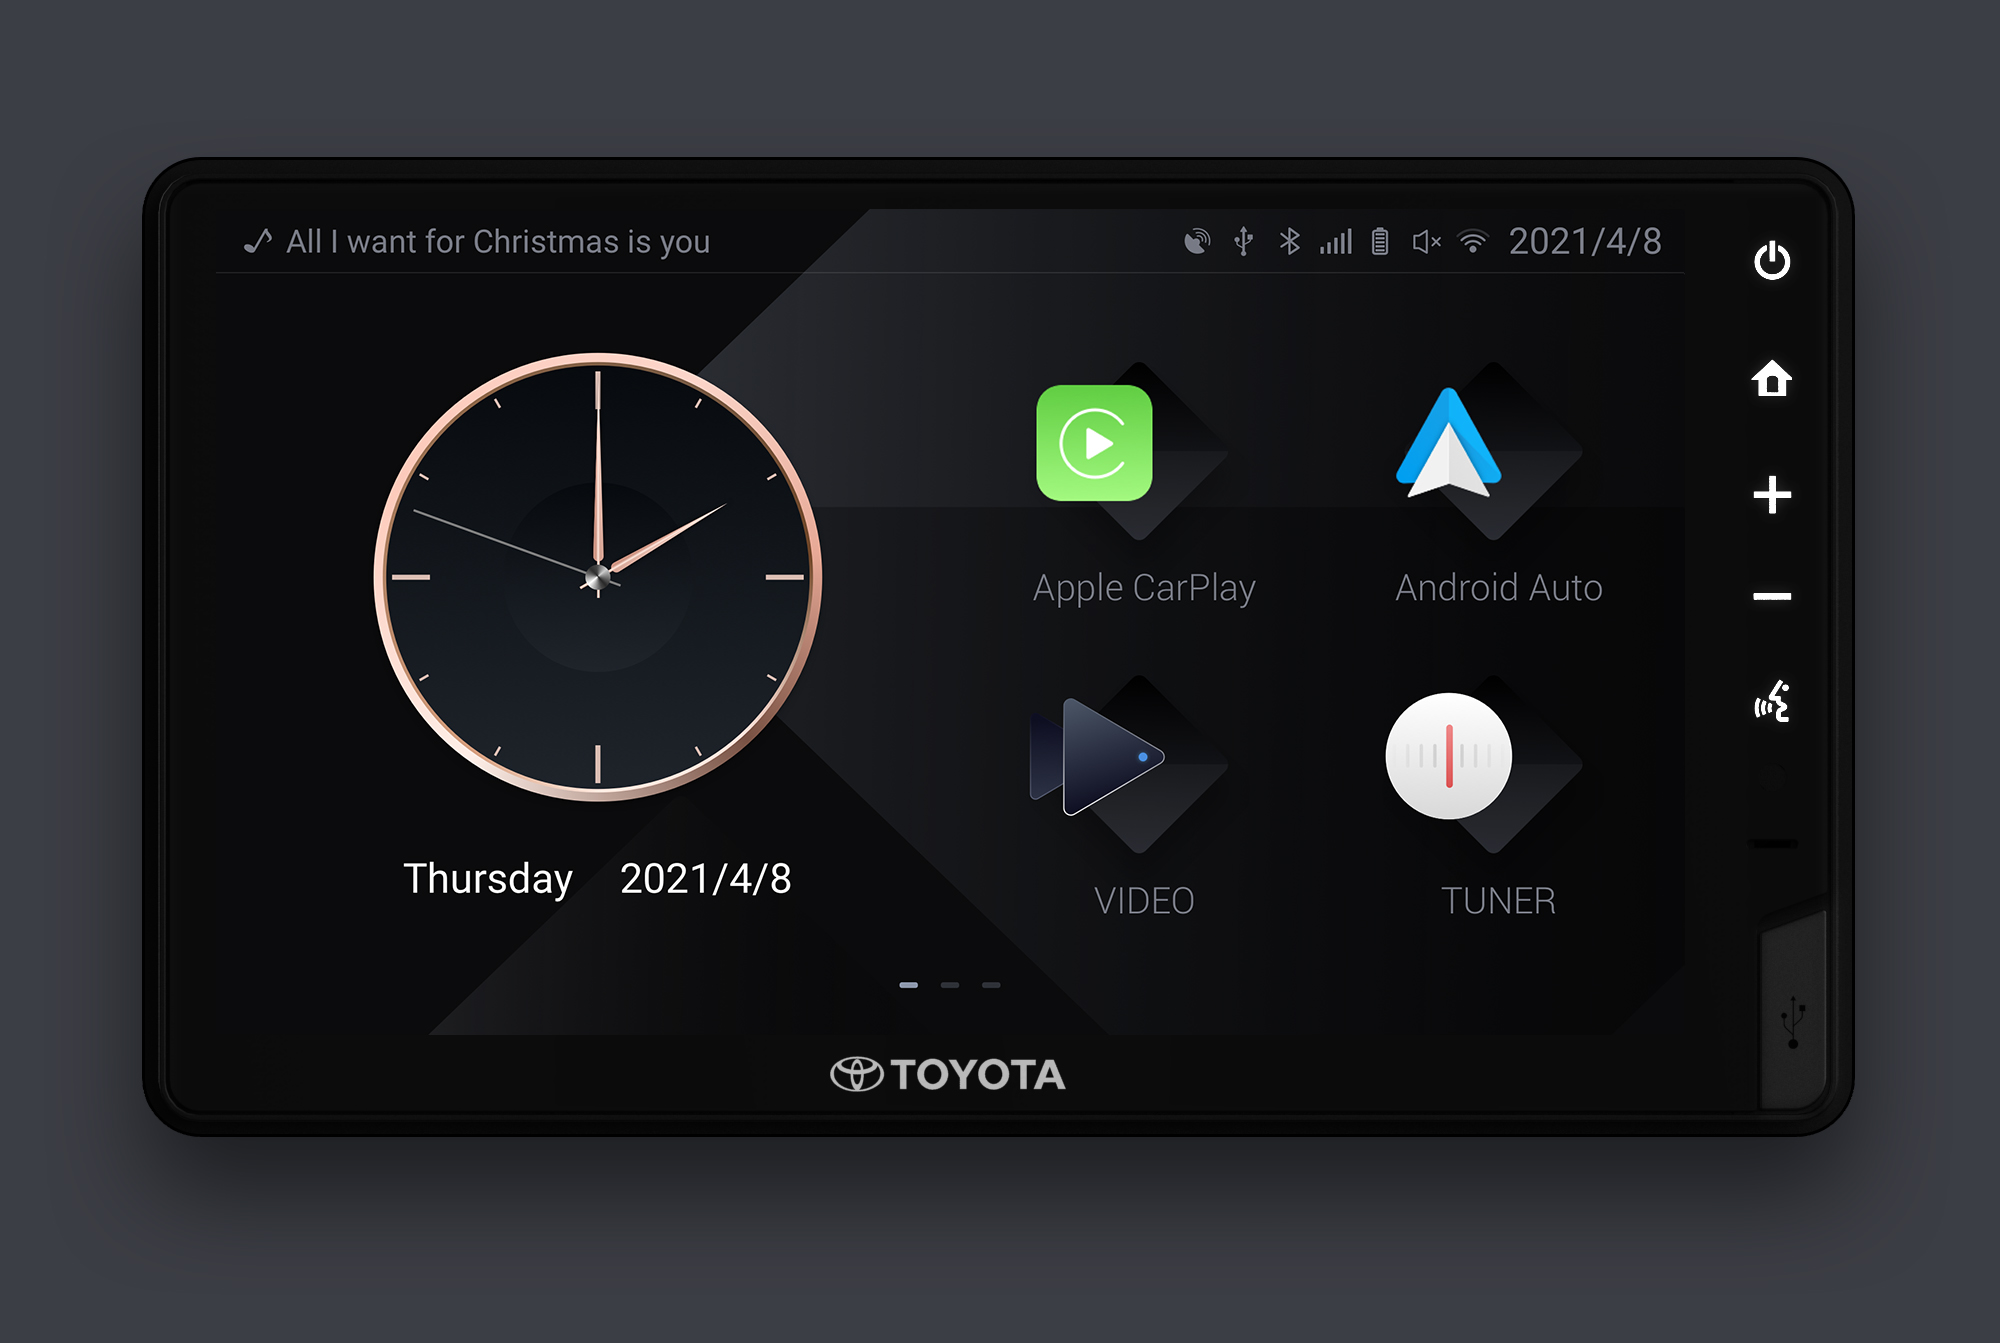 All I want for Christmas is you
2021/4/8
Apple CarPlay
Android Auto
Thursday 2021/4/8
VIDEO
TUNER
TOYOTA